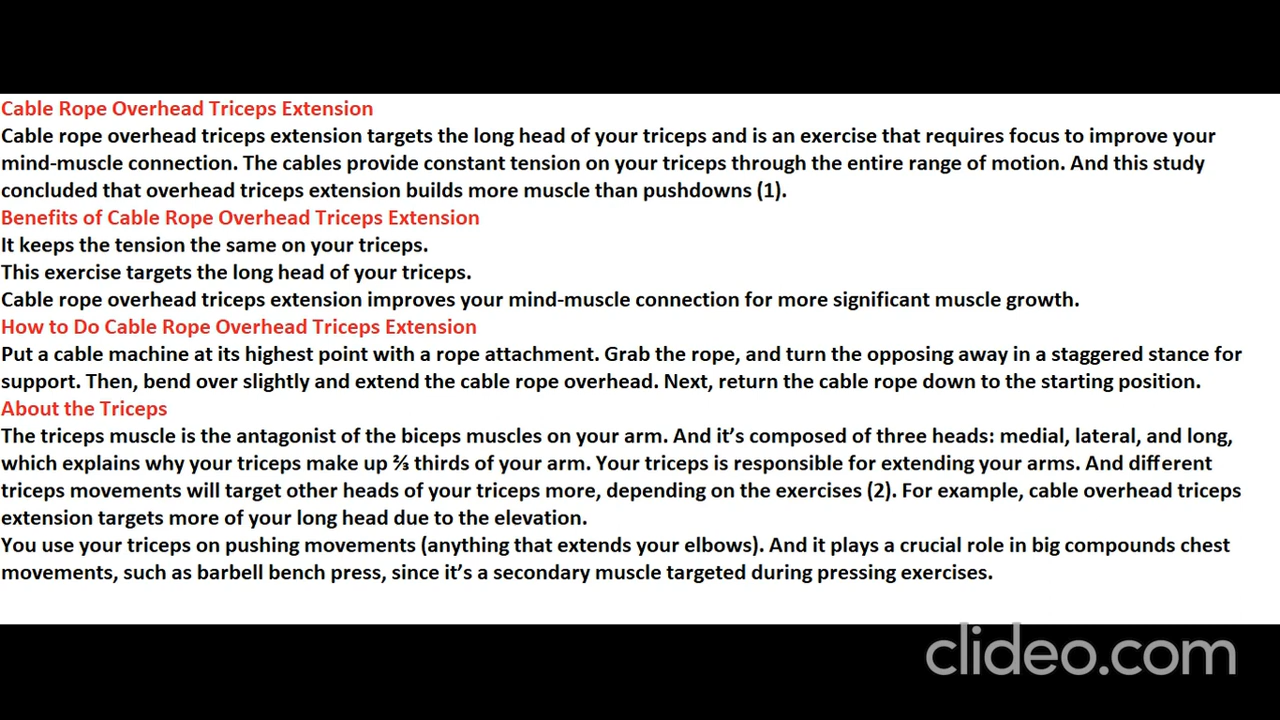 Cable Rope Overhead Triceps Extension
Cable rope overhead triceps extension targets the long head of your triceps and is an exercise that requires focus to improve your
mind-muscle connection. The cables provide constant tension on your triceps through the entire range of motion. And this study
concluded that overhead triceps extension builds more muscle than pushdowns (1).
Benefits of Cable Rope Overhead Triceps Extension
It keeps the tension the same on your triceps.
This exercise targets the long head of your triceps.
Cable rope overhead triceps extension improves your mind-muscle connection for more significant muscle growth.
How to Do Cable Rope Overhead Triceps Extension
Put a cable machine at its highest point with a rope attachment. Grab the rope, and turn the opposing away in a staggered stance for
support. Then, bend over slightly and extend the cable rope overhead. Next, return the cable rope down to the starting position.
About the Triceps
The triceps muscle is the antagonist of the biceps muscles on your arm. And it’s composed of three heads: medial, lateral, and long,
which explains why your triceps make up ⅔ thirds of your arm. Your triceps is responsible for extending your arms. And different
triceps movements will target other heads of your triceps more, depending on the exercises (2). For example, cable overhead triceps
extension targets more of your long head due to the elevation.
You use your triceps on pushing movements (anything that extends your elbows). And it plays a crucial role in big compounds chest
movements, such as barbell bench press, since it’s a secondary muscle targeted during pressing exercises.
clideo.com